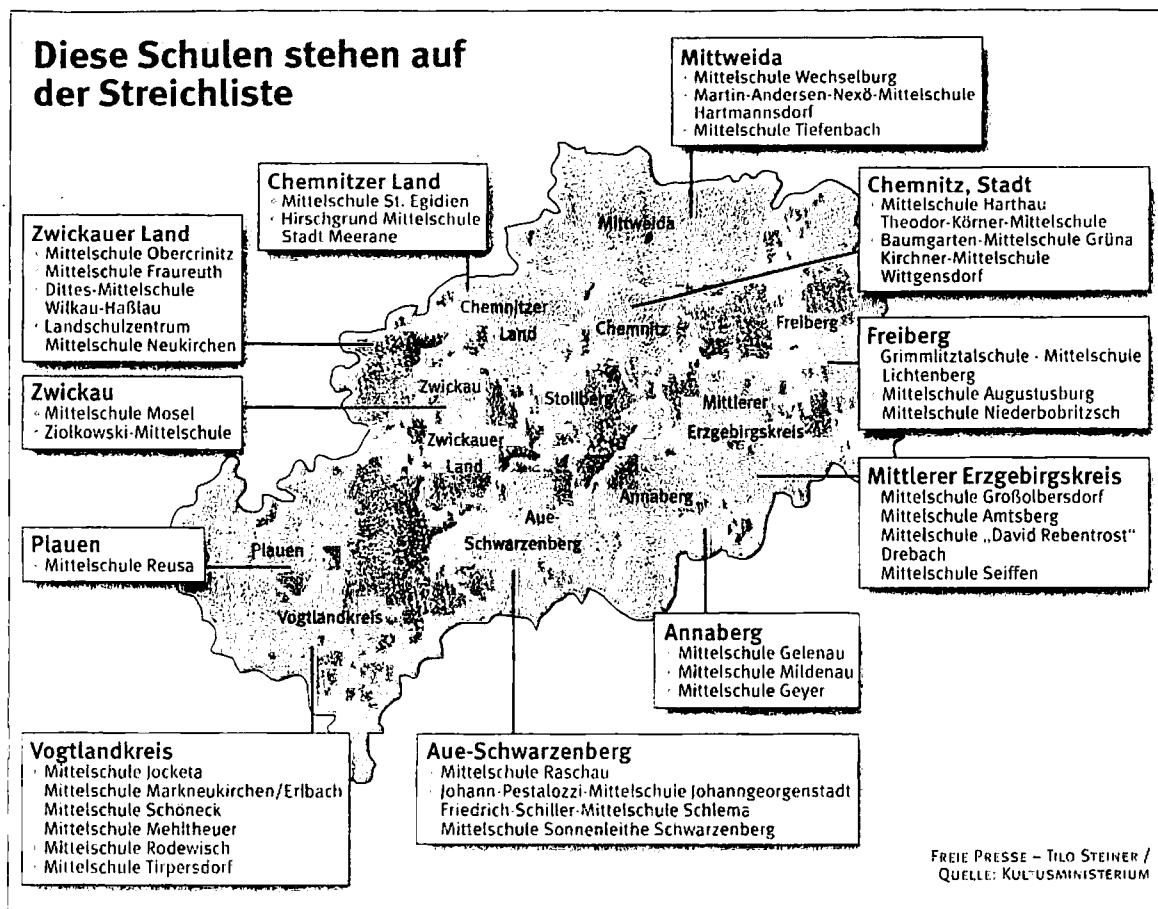 Diese Schulen stehen auf
der Streichliste
Mittweida
· Mittelschule Wechselburg
· Martin-Andersen-Nexö-Mittelschule
Hartmannsdorf
· Mittelschule Tiefenbach
Chemnitzer Land
· Mittelschule St. Egidien
· Hirschgrund Mittelschule
Stadt Meerane
Chemnitz, Stadt
· Mittelschule Harthau
Theodor-Körner-Mittelschule
· Baumgarten-Mittelschule Grüna
· Kirchner-Mittelschule
Wittgensdorf
Zwickauer Land
· Mittelschule Obercrinitz
· Mittelschule Fraureuth
· Dittes-Mittelschule
Wilkau-Haßlau
· Landschulzentrum
Mittelschule Neukirchen
Freiberg
Grimmlitztalschule - Mittelschule
Lichtenberg
· Mittelschule Augustusburg
Mittelschule Niederbobritzsch
Zwickau
· Mittelschule Mosel
· Ziolkowski-Mittelschule
Mittlerer Erzgebirgskreis
Mittelschule Großolbersdorf
Mittelschule Amtsberg
Mittelschule „David Rebentrost“
Drebach
Mittelschule Seiffen
Plauen
· Mittelschule Reusa
Annaberg
· Mittelschule Gelenau
· Mittelschule Mildenau
· Mittelschule Geyer
Vogtlandkreis
· Mittelschule Jocketa
Mittelschule Markneukirchen/Erlbach
Mittelschule Schöneck
Mittelschule Mehltheuer
· Mittelschule Rodewisch
· Mittelschule Tirpersdorf
Aue-Schwarzenberg
· Mittelschule Raschau
· Johann-Pestalozzi-Mittelschule Johanngeorgenstadt
Friedrich-Schiller-Mittelschule Schlema
Mittelschule Sonnenleithe Schwarzenberg
Mittweida
Chemnitzer
Land
Chemnitz
Freiberg
Zwickau
Stollberg
Mittlerer
Erzgebirgskreis
Zwickauer
Land
Annaberg
Aue-
Schwarzenberg
Plauen
Vogtlandkreis
FREIE PRESSE – TILO STEINER /
QUELLE: KULTUSMINISTERIUM